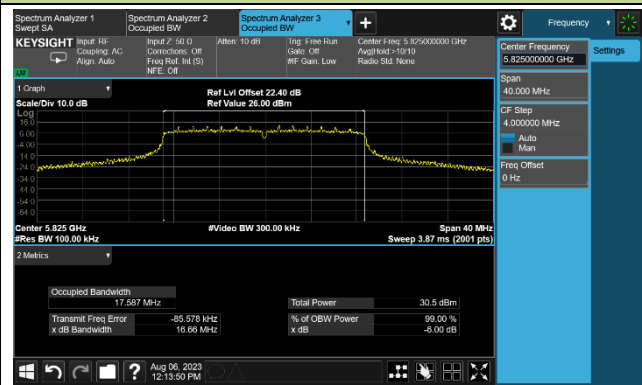 Spectrum Analyzer 1
Swept SA
Spectrum Analyzer 2
Occupied BW
Spectrum Analyzer 3
Occupied BW
Frequency
KEYSIGHT
Input: RF
Coupling: AC
Align: Auto
Input Z: 50 Ω
Corrections: Off
Freq Ref: Int (S)
NFE: Off
Atten: 10 dB
Trig: Free Run
Gate: Off
#IF Gain: Low
Center Freq: 5.825000000 GHz
Avg|Hold:>10/10
Radio Std: None
Center Frequency
5.825000000 GHz
Settings
Span
40.000 MHz
CF Step
4.000000 MHz
Auto
Man
Freq Offset
0 Hz
LV
1 Graph
Scale/Div 10.0 dB
Ref Lvl Offset 22.40 dB
Ref Value 26.00 dBm
Log
16.0
6.00
-4.00
-14.0
-24.0
-34.0
-44.0
-54.0
-64.0
Center 5.825 GHz
#Res BW 100.00 kHz
#Video BW 300.00 kHz
Span 40 MHz
Sweep 3.87 ms (2001 pts)
2 Metrics
Occupied Bandwidth
17.587 MHz
Total Power 30.5 dBm
Transmit Freq Error -85.578 kHz
% of OBW Power 99.00 %
x dB Bandwidth 16.66 MHz
x dB -6.00 dB
?
Aug 06, 2023
12:13:50 PM